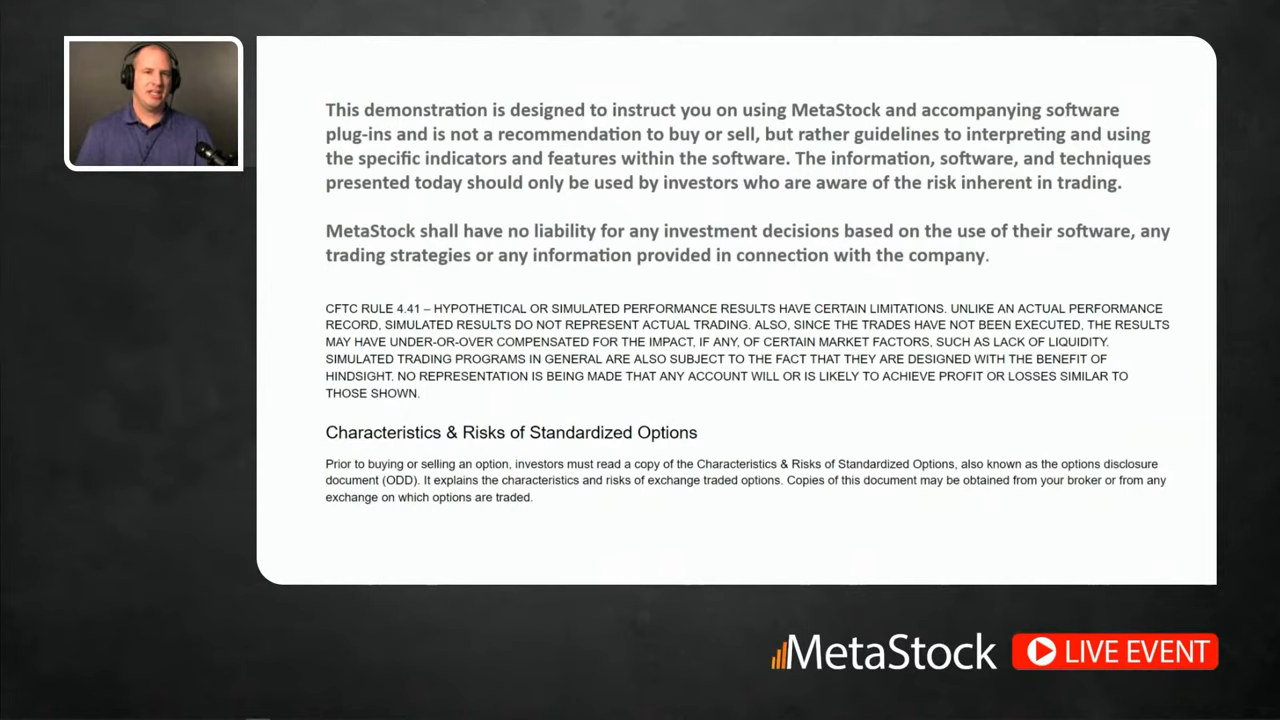 This demonstration is designed to instruct you on using MetaStock and accompanying software
plug-ins and is not a recommendation to buy or sell, but rather guidelines to interpreting and using
the specific indicators and features within the software. The information, software, and techniques
presented today should only be used by investors who are aware of the risk inherent in trading.
MetaStock shall have no liability for any investment decisions based on the use of their software, any
trading strategies or any information provided in connection with the company.
CFTC RULE 4.41 – HYPOTHETICAL OR SIMULATED PERFORMANCE RESULTS HAVE CERTAIN LIMITATIONS. UNLIKE AN ACTUAL PERFORMANCE
RECORD, SIMULATED RESULTS DO NOT REPRESENT ACTUAL TRADING. ALSO, SINCE THE TRADES HAVE NOT BEEN EXECUTED, THE RESULTS
MAY HAVE UNDER-OR-OVER COMPENSATED FOR THE IMPACT, IF ANY, OF CERTAIN MARKET FACTORS, SUCH AS LACK OF LIQUIDITY.
SIMULATED TRADING PROGRAMS IN GENERAL ARE ALSO SUBJECT TO THE FACT THAT THEY ARE DESIGNED WITH THE BENEFIT OF
HINDSIGHT. NO REPRESENTATION IS BEING MADE THAT ANY ACCOUNT WILL OR IS LIKELY TO ACHIEVE PROFIT OR LOSSES SIMILAR TO
THOSE SHOWN.
Characteristics & Risks of Standardized Options
Prior to buying or selling an option, investors must read a copy of the Characteristics & Risks of Standardized Options, also known as the options disclosure
document (ODD). It explains the characteristics and risks of exchange traded options. Copies of this document may be obtained from your broker or from any
exchange on which options are traded.
MetaStock LIVE EVENT